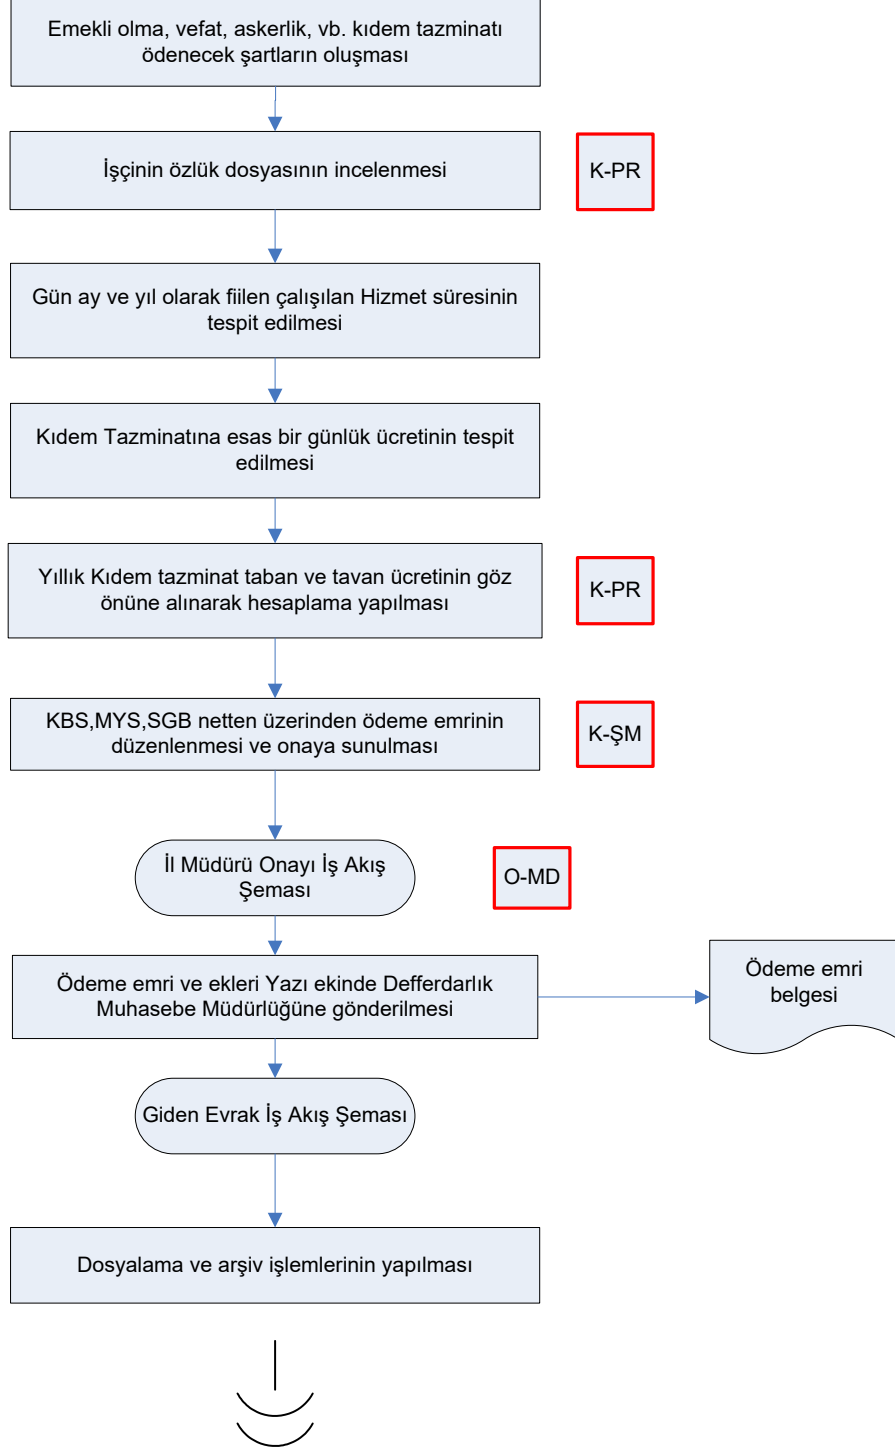 Emekli olma, vefat, askerlik, vb. kıdem tazminatı
ödenecek şartların oluşması
İşçinin özlük dosyasının incelenmesi
K-PR
Gün ay ve yıl olarak fiilen çalışılan Hizmet süresinin
tespit edilmesi
Kıdem Tazminatına esas bir günlük ücretinin tespit
edilmesi
Yıllık Kıdem tazminat taban ve tavan ücretinin göz
önüne alınarak hesaplama yapılması
K-PR
KBS,MYS,SGB netten üzerinden ödeme emrinin
düzenlenmesi ve onaya sunulması
K-ŞM
İl Müdürü Onayı İş Akış
Şeması
O-MD
Ödeme emri ve ekleri Yazı ekinde Defferdarlık
Muhasebe Müdürlüğüne gönderilmesi
Ödeme emri
belgesi
Giden Evrak İş Akış Şeması
Dosyalama ve arşiv işlemlerinin yapılması